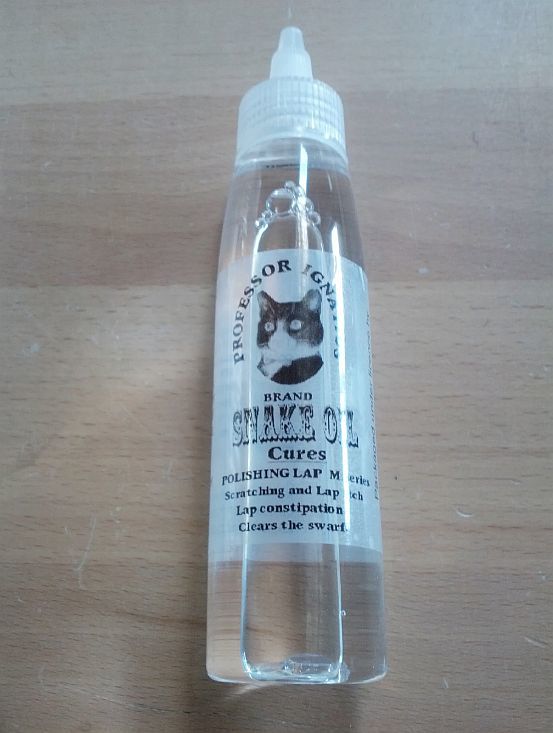 PROFESSOR
BRAND
SNAKE OIL
Cures
POLISHING LAP
Scratching and Lap
Lap constipation
Clears the swarf.